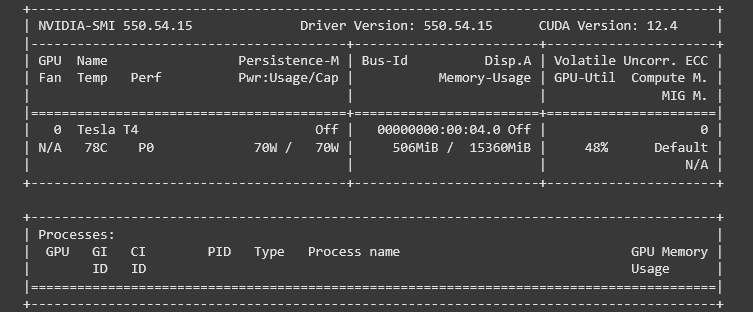 +-----------------------------------------------------------------------------------------+
| NVIDIA-SMI 550.54.15              Driver Version: 550.54.15      CUDA Version: 12.4     |
|-----------------------------------------+------------------------+----------------------+
| GPU  Name                 Persistence-M | Bus-Id          Disp.A | Volatile Uncorr. ECC |
| Fan  Temp   Perf          Pwr:Usage/Cap |           Memory-Usage | GPU-Util  Compute M. |
|                                         |                        |               MIG M. |
|=========================================+========================+======================|
|   0  Tesla T4                       Off |   00000000:00:04.0 Off |                    0 |
| N/A   78C    P0             70W /   70W |     506MiB /  15360MiB |     48%      Default |
|                                         |                        |                  N/A |
+-----------------------------------------+------------------------+----------------------+

+-----------------------------------------------------------------------------------------+
| Processes:                                                                              |
|  GPU   GI   CI        PID   Type   Process name                              GPU Memory |
|        ID   ID                                                               Usage      |
|=========================================================================================|
+-----------------------------------------------------------------------------------------+